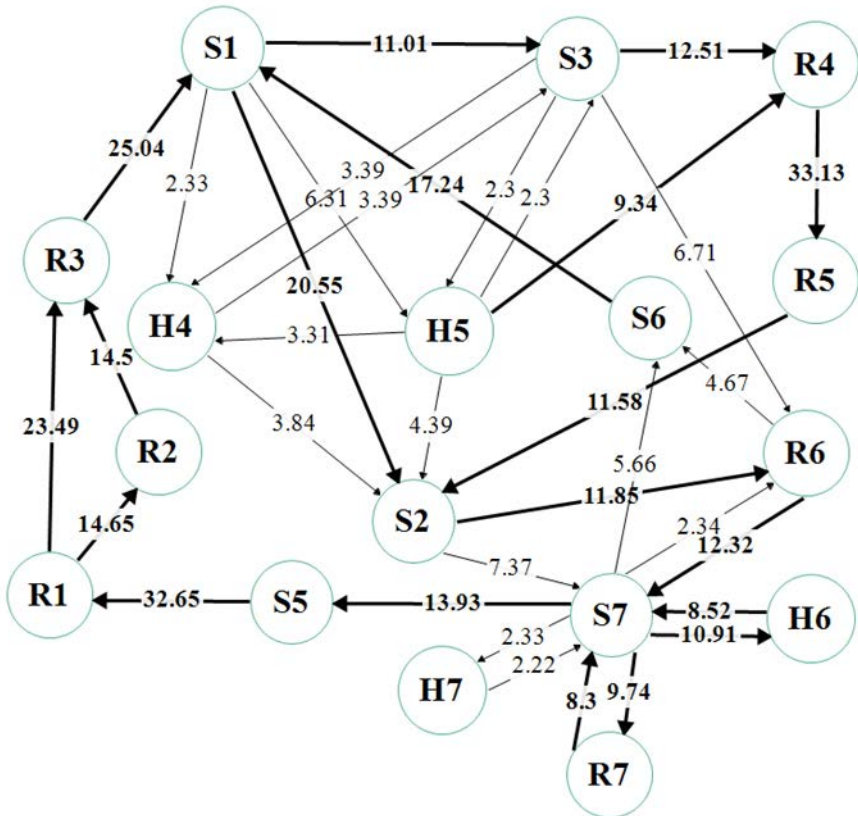 S1
11.01
S3
12.51
R4
25.04
2.33
6.31
3.39
3.39
17.24
2.3
2.3
9.34
33.13
6.71
R3
H4
20.55
3.31
H5
S6
R5
14.5
23.49
3.84
4.39
11.58
4.67
R2
5.66
R6
14.65
S2
11.85
2.34
12.32
7.37
R1
32.65
S5
13.93
S7
8.52
10.91
H6
2.33
2.22
H7
8.3
9.74
R7